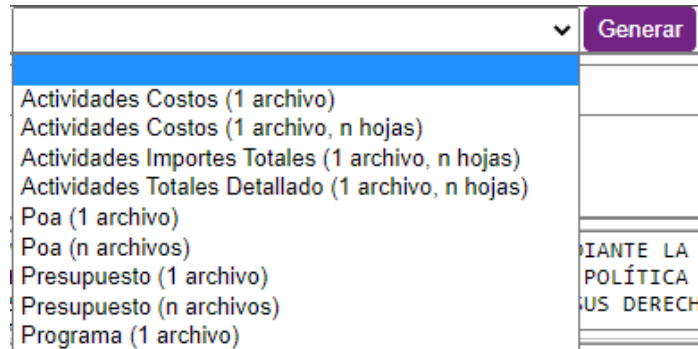 Generar
Actividades Costos (1 archivo)
Actividades Costos (1 archivo, n hojas)
Actividades Importes Totales (1 archivo, n hojas)
Actividades Totales Detallado (1 archivo, n hojas)
Poa (1 archivo)
Poa (n archivos)
IANTE LA
Presupuesto (1 archivo)
POLÍTICA
Presupuesto (n archivos)
SUS DERECH
Programa (1 archivo)